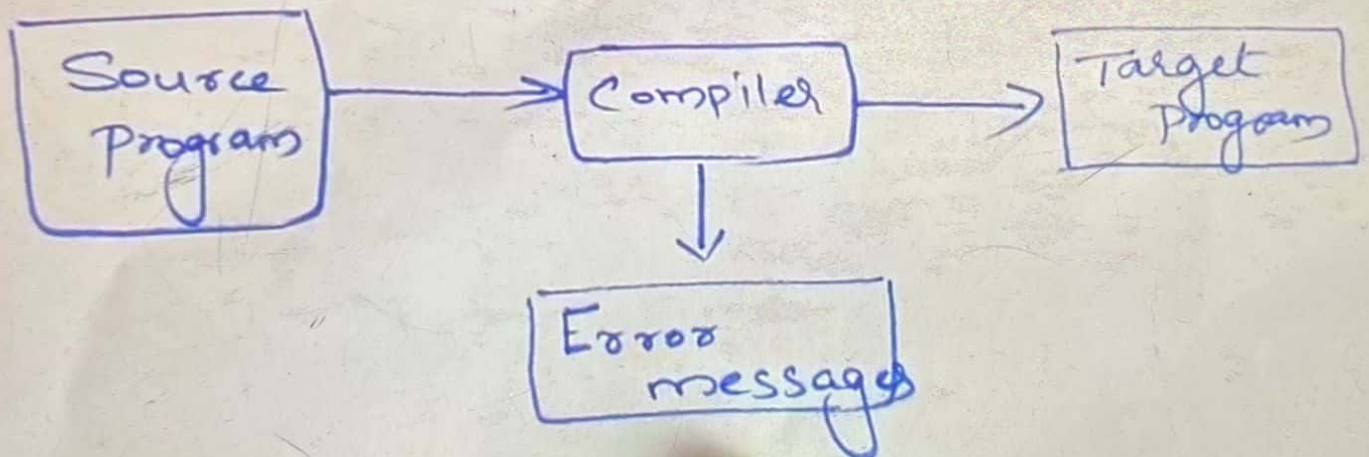 Source
Program
Compiler
Target
Program
Error
messages